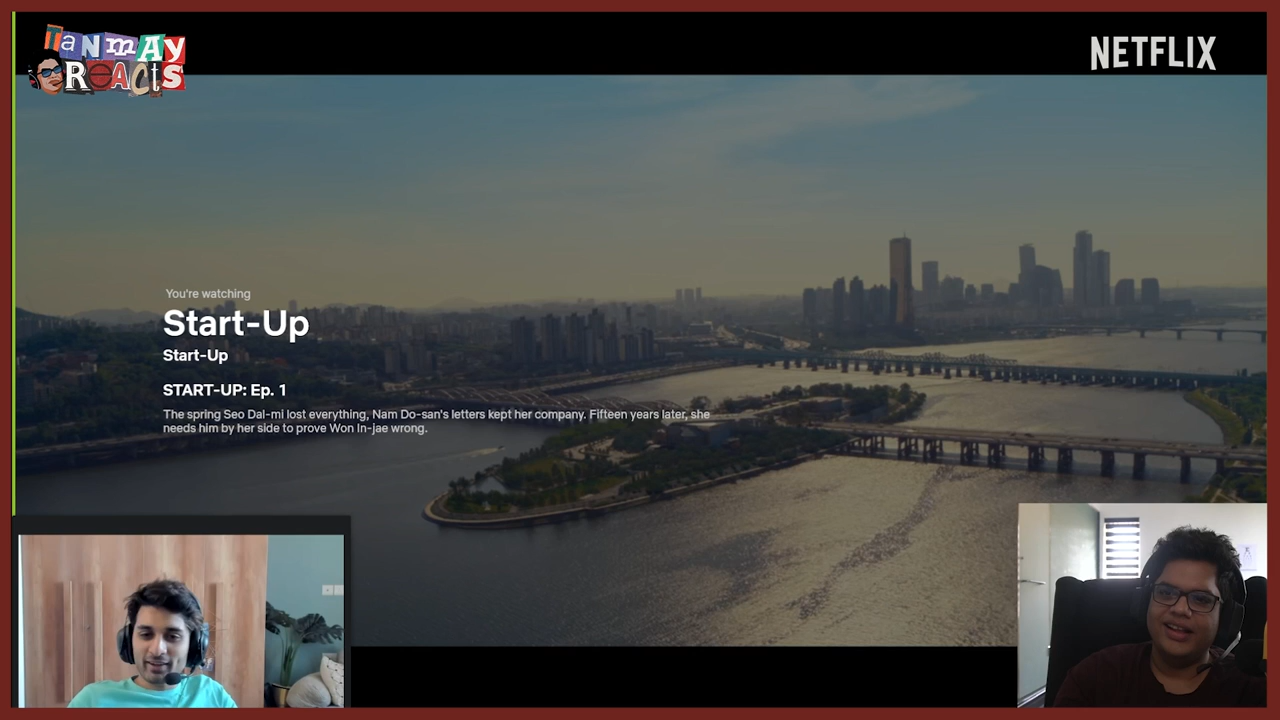 TANMAY
REACtS
NETFLIX
You're watching
Start-Up
Start-Up
START-UP: Ep. 1
The spring Seo Dal-mi lost everything, Nam Do-san's letters kept her company. Fifteen years later, she
needs him by her side to prove Won In-jae wrong.